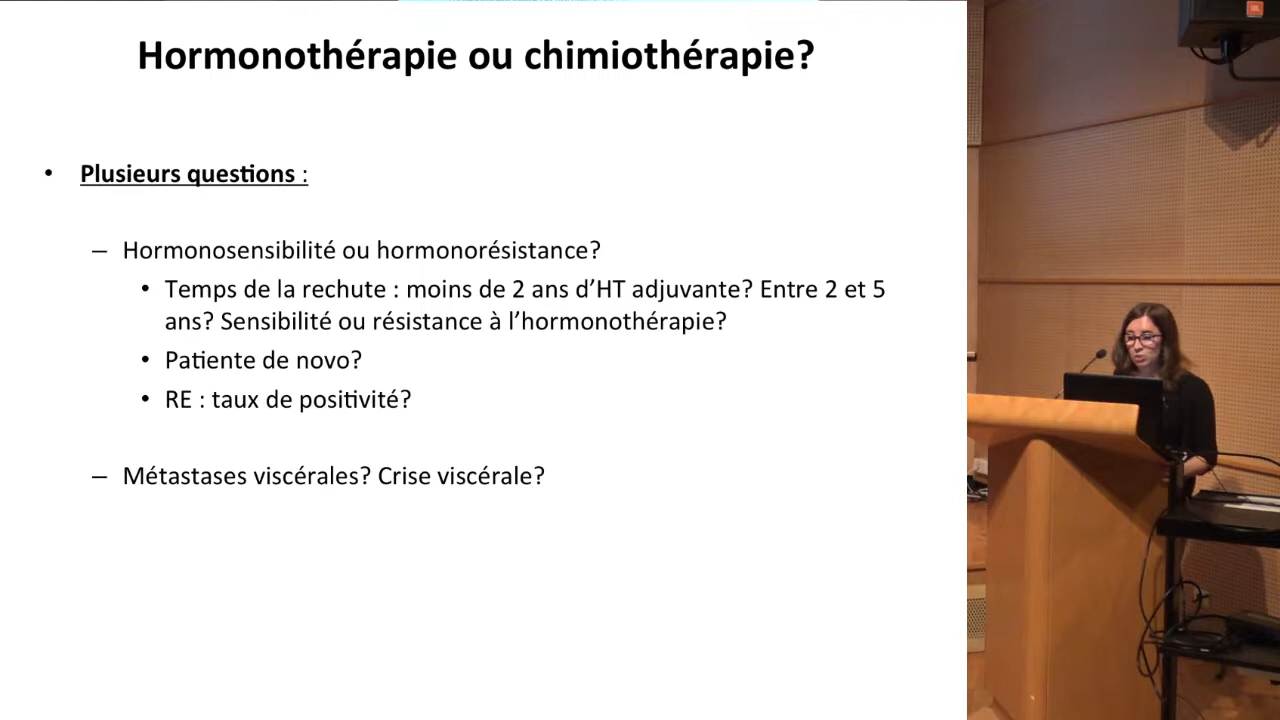 Hormonothérapie ou chimiothérapie?
• Plusieurs questions :
– Hormonosensibilité ou hormonorésistance?
• Temps de la rechute : moins de 2 ans d’HT adjuvante? Entre 2 et 5
ans? Sensibilité ou résistance à l’hormonothérapie?
• Patiente de novo?
• RE : taux de positivité?
– Métastases viscérales? Crise viscérale?
JBL